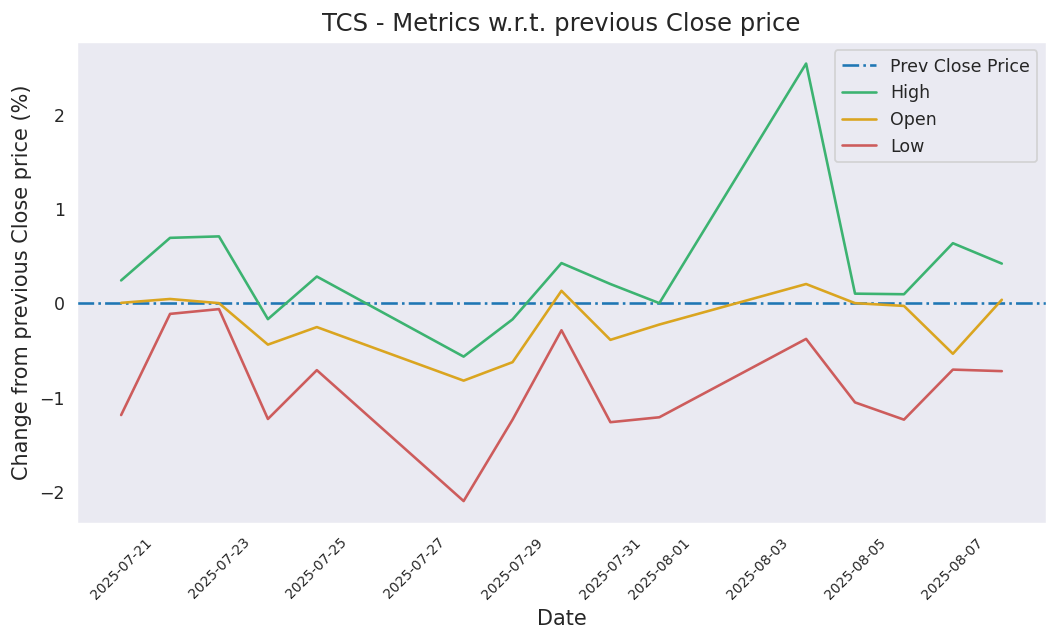 TCS - Metrics w.r.t. previous Close price
Change from previous Close price (%)
2
1
0
−1
−2
Prev Close Price
High
Open
Low
2025-07-21
2025-07-23
2025-07-25
2025-07-27
2025-07-29
2025-07-31
2025-08-01
2025-08-03
2025-08-05
2025-08-07
Date